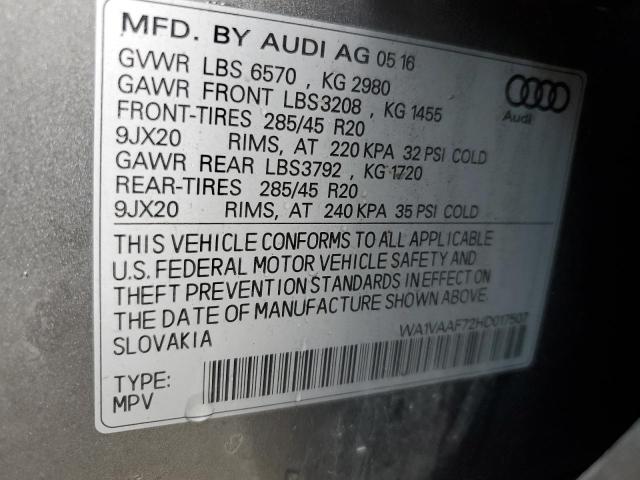 MFD. BY AUDI AG 05 16
GVWR LBS 6570 , KG 2980
GAWR FRONT LBS3208 , KG 1455
FRONT-TIRES 285/45 R20
9JX20 RIMS, AT 220 KPA 32 PSI COLD
GAWR REAR LBS3792 , KG 1720
REAR-TIRES 285/45 R20
9JX20 RIMS, AT 240 KPA 35 PSI COLD
Audi
THIS VEHICLE CONFORMS TO ALL APPLICABLE
U.S. FEDERAL MOTOR VEHICLE SAFETY AND
THEFT PREVENTION STANDARDS IN EFFECT ON
THE DATE OF MANUFACTURE SHOWN ABOVE.
SLOVAKIA
WA1VAAF72HD017507
TYPE:
MPV